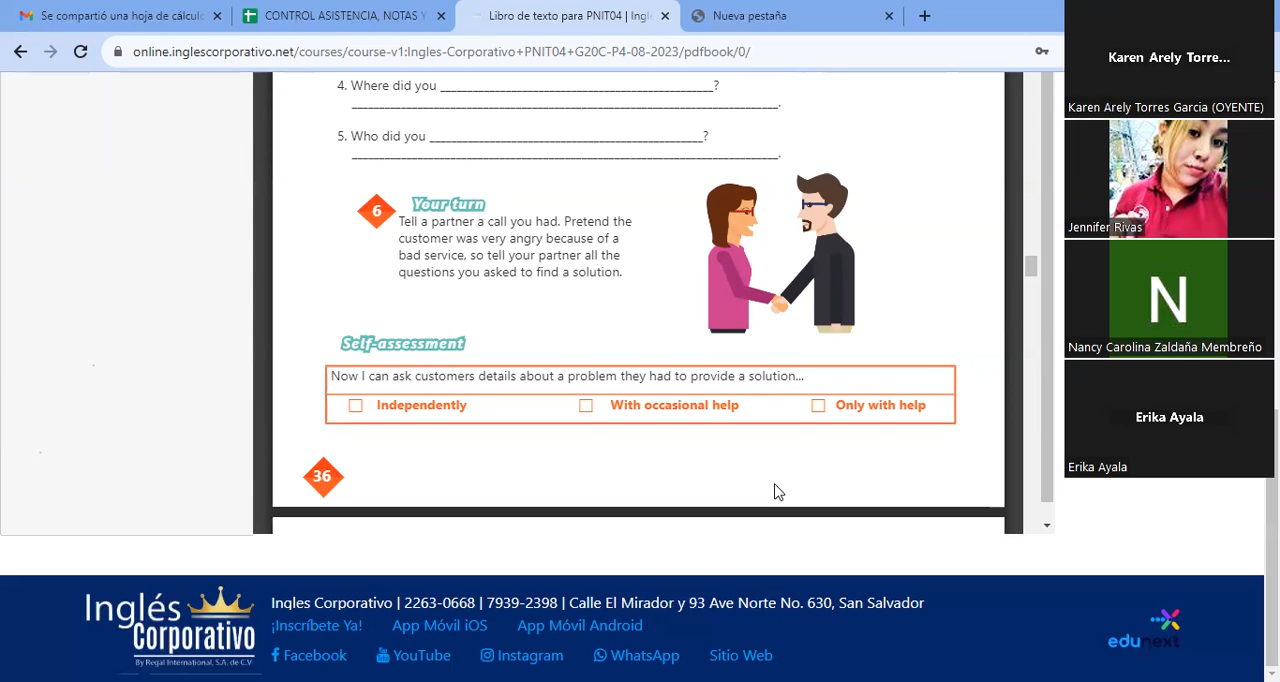 Se compartió una hoja de cálculo
CONTROL ASISTENCIA, NOTAS Y
Libro de texto para PNIT04 | Inglé
Nueva pestaña
online.inglescorporativo.net/courses/course-v1:Ingles-Corporativo+PNIT04+G20C-P4-08-2023/pdfbook/0/
4. Where did you ___________________________________________?
_____________________________________________________________.
5. Who did you ___________________________________________?
_____________________________________________________________.
6
Your turn
Tell a partner a call you had. Pretend the
customer was very angry because of a
bad service, so tell your partner all the
questions you asked to find a solution.
Self-assessment
Now I can ask customers details about a problem they had to provide a solution...
Independently
With occasional help
Only with help
36
Karen Arely Torre...
Karen Arely Torres Garcia (OYENTE)
Jennifer Rivas
N
Nancy Carolina Zaldaña Membreño
Erika Ayala
Erika Ayala
Inglés
Corporativo
By Regal International, S.A. de C.V
Ingles Corporativo | 2263-0668 | 7939-2398 | Calle El Mirador y 93 Ave Norte No. 630, San Salvador
¡Inscríbete Ya! App Móvil iOS App Móvil Android
Facebook YouTube Instagram WhatsApp Sitio Web
edunext